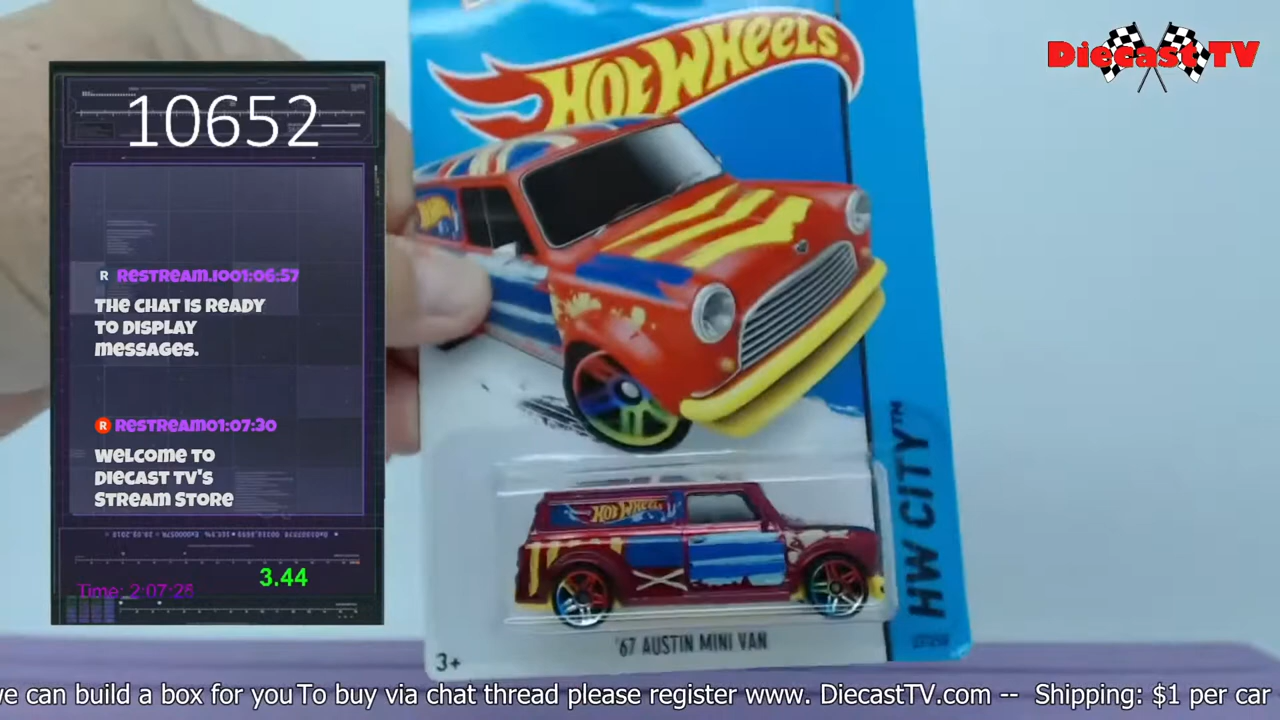 Diecast TV
10652
HOT WHEELS
Restream.io01:06:57
The chat is ready
to display
messages.
Restream01:07:30
Welcome to
Diecast TV's
Stream Store
Time: 2:07:26
3.44
HOT WHEELS
HW CITY™
'67 AUSTIN MINI VAN
3+
we can build a box for you To buy via chat thread please register www. DiecastTV.com -- Shipping: $1 per car